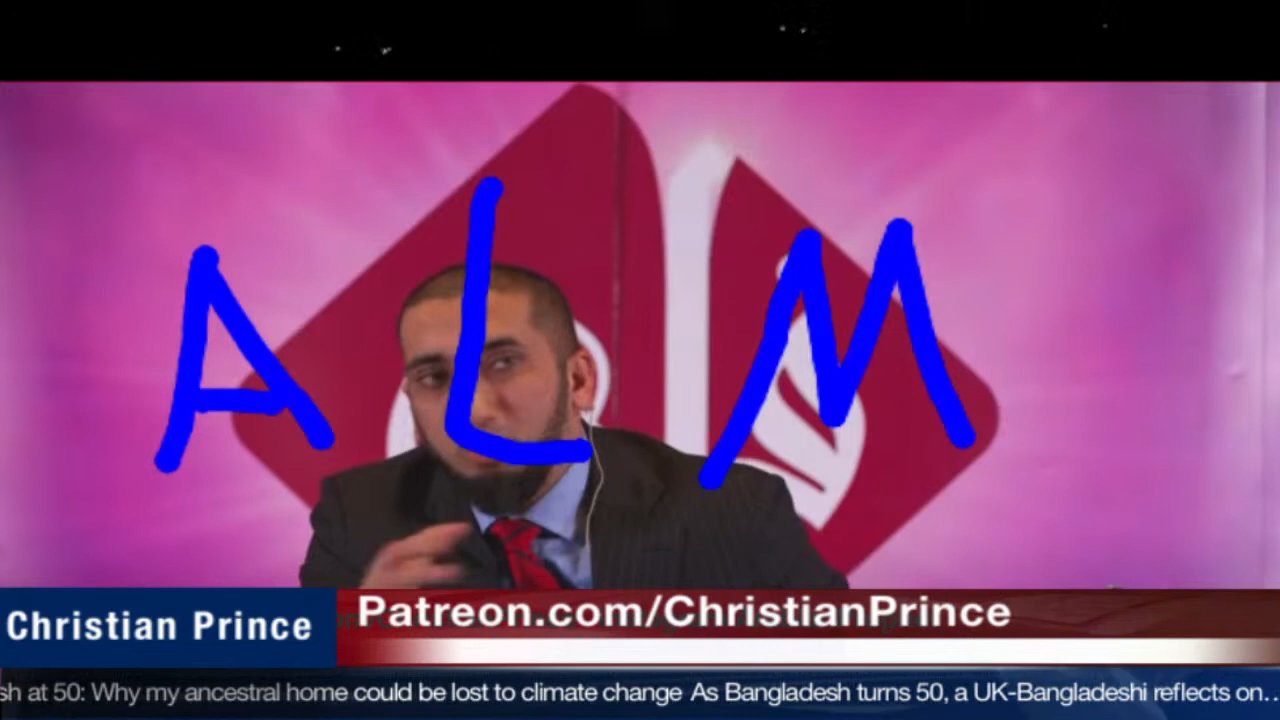 A L M
Christian Prince
Patreon.com/ChristianPrince
sh at 50: Why my ancestral home could be lost to climate change As Bangladesh turns 50, a UK-Bangladeshi reflects on. .